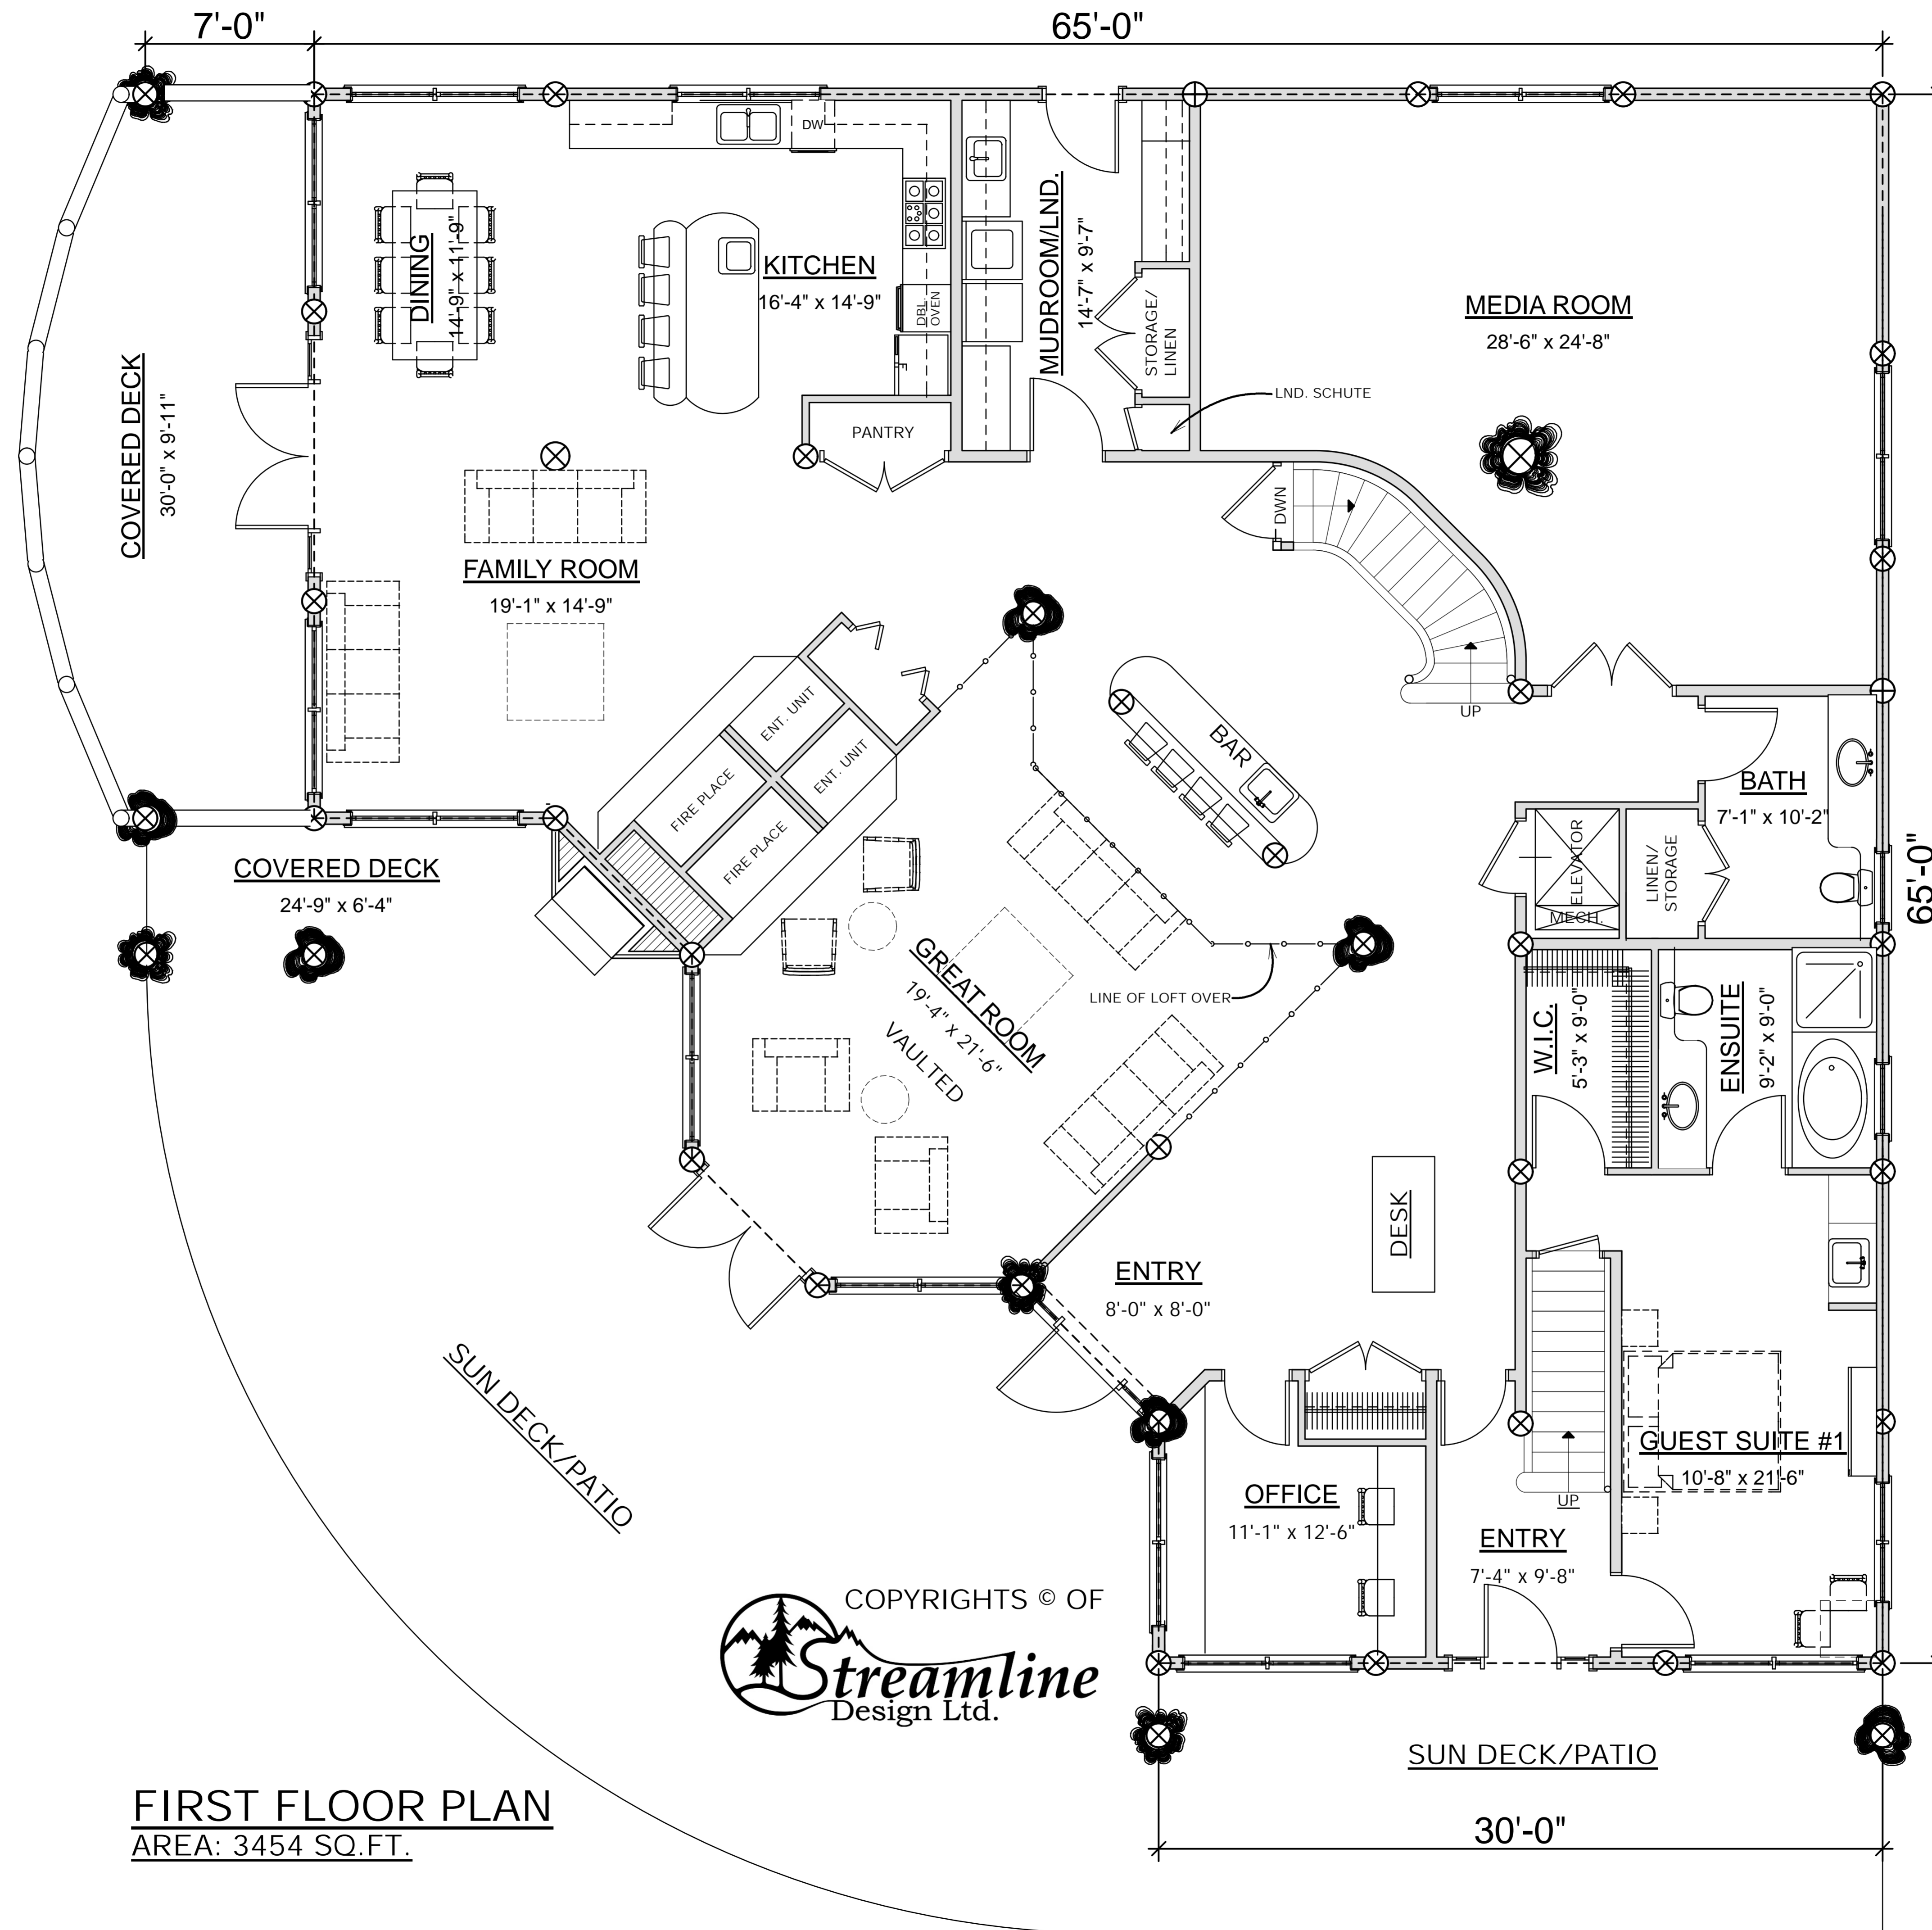 7'-0"
65'-0"
DW
DINING
14'-9" x 11'-9"
KITCHEN
16'-4" x 14'-9"
DBL.
OVEN
F
PANTRY
MUDROOM/LND.
14'-7" x 9'-7"
STORAGE/
LINEN
LND. SCHUTE
MEDIA ROOM
28'-6" x 24'-8"
COVERED DECK
30'-0" x 9'-11"
FAMILY ROOM
19'-1" x 14'-9"
DWN
UP
ENT. UNIT
ENT. UNIT
FIRE PLACE
FIRE PLACE
BAR
BATH
7'-1" x 10'-2"
ELEVATOR
MECH.
LINEN/
STORAGE
65'-0"
COVERED DECK
24'-9" x 6'-4"
GREAT ROOM
19'-4" x 21'-6"
VAULTED
LINE OF LOFT OVER
W.I.C.
5'-3" x 9'-0"
ENSUITE
9'-2" x 9'-0"
DESK
ENTRY
8'-0" x 8'-0"
SUN DECK/PATIO
GUEST SUITE #1
10'-8" x 21'-6"
OFFICE
11'-1" x 12'-6"
UP
ENTRY
7'-4" x 9'-8"
COPYRIGHTS © OF
Streamline
Design Ltd.
SUN DECK/PATIO
FIRST FLOOR PLAN
AREA: 3454 SQ.FT.
30'-0"